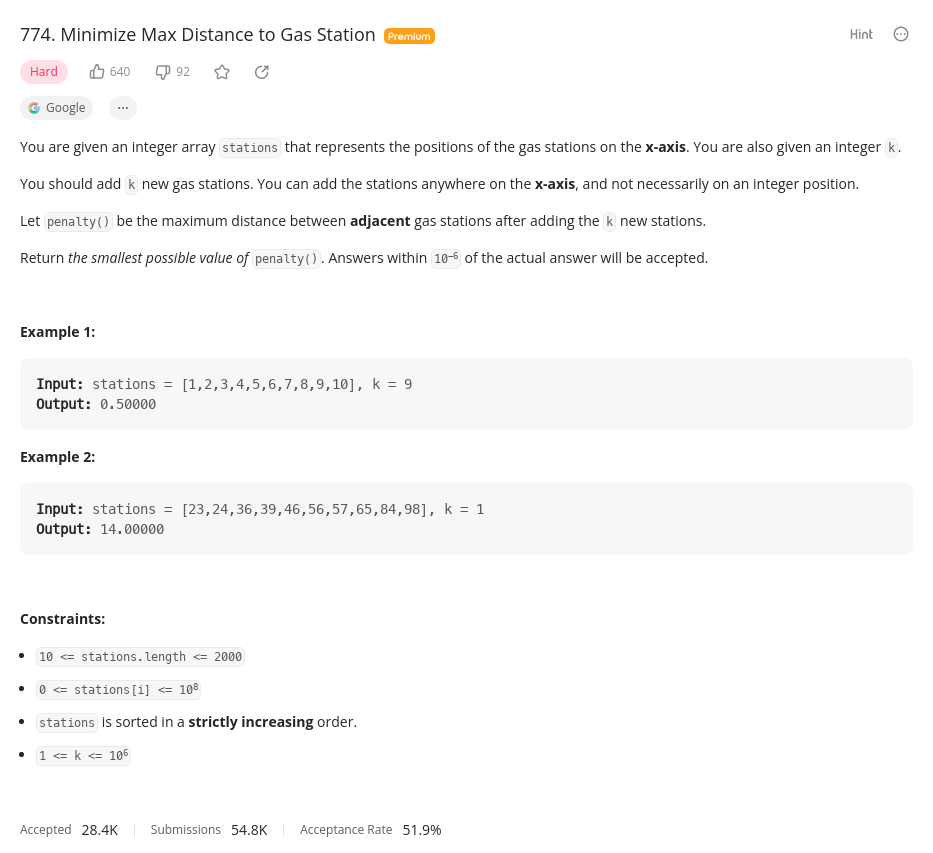 774. Minimize Max Distance to Gas Station Premium Hint
Hard 640 92
Google ...
You are given an integer array stations that represents the positions of the gas stations on the x-axis. You are also given an integer k.
You should add k new gas stations. You can add the stations anywhere on the x-axis, and not necessarily on an integer position.
Let penalty() be the maximum distance between adjacent gas stations after adding the k new stations.
Return the smallest possible value of penalty(). Answers within 10⁻⁶ of the actual answer will be accepted.
Example 1:
Input: stations = [1,2,3,4,5,6,7,8,9,10], k = 9
Output: 0.50000
Example 2:
Input: stations = [23,24,36,39,46,56,57,65,84,98], k = 1
Output: 14.00000
Constraints:
• 10 <= stations.length <= 2000
• 0 <= stations[i] <= 10⁸
• stations is sorted in a strictly increasing order.
• 1 <= k <= 10⁶
Accepted 28.4K Submissions 54.8K Acceptance Rate 51.9%